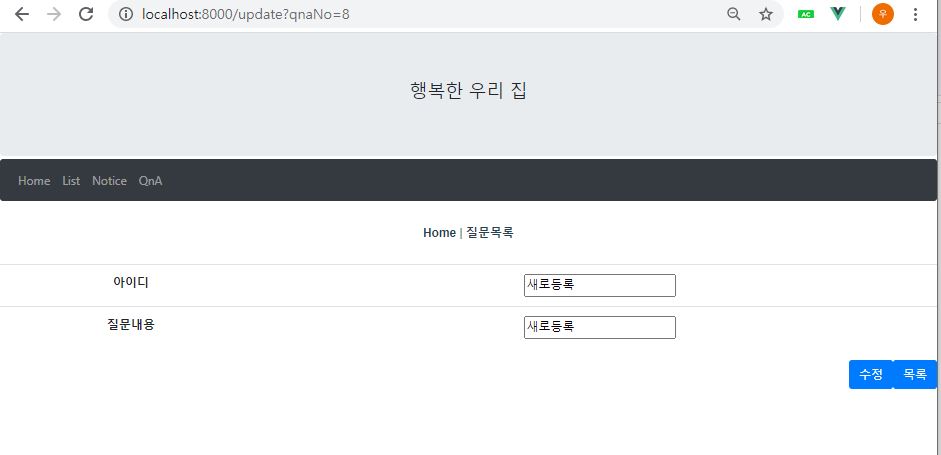 localhost:8000/update?qnaNo=8
AC
우
행복한 우리 집
Home List Notice QnA
Home | 질문목록
아이디 새로등록
질문내용 새로등록
수정 목록